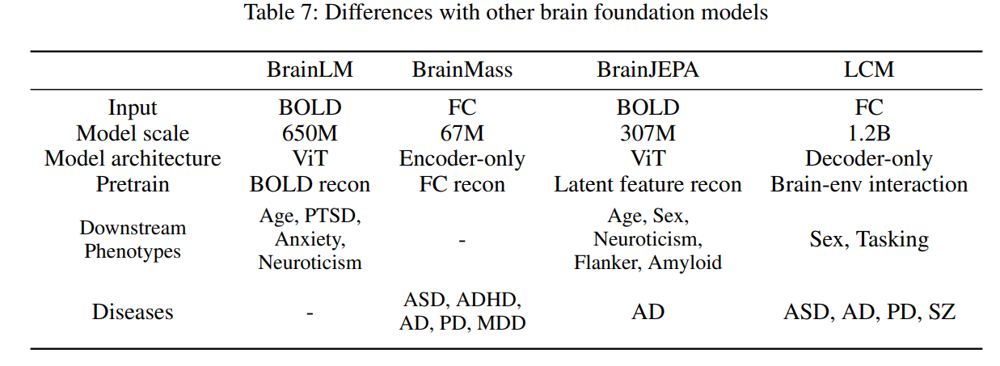 Table 7: Differences with other brain foundation models
BrainLM BrainMass BrainJEPA LCM
Input BOLD FC BOLD FC
Model scale 650M 67M 307M 1.2B
Model architecture ViT Encoder-only ViT Decoder-only
Pretrain BOLD recon FC recon Latent feature recon Brain-env interaction
Downstream Phenotypes Age, PTSD, Anxiety, Neuroticism - Age, Sex, Neuroticism, Flanker, Amyloid Sex, Tasking
Diseases - ASD, ADHD, AD, PD, MDD AD ASD, AD, PD, SZ